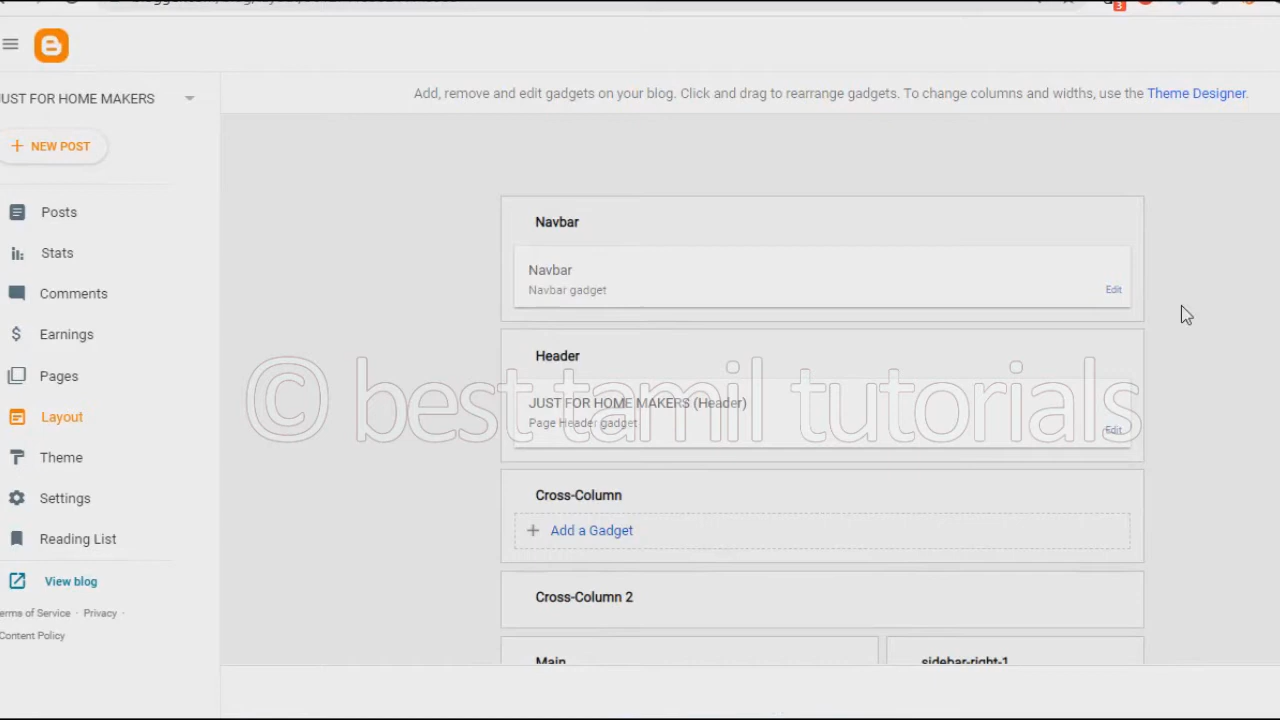 3
JUST FOR HOME MAKERS
Add, remove and edit gadgets on your blog. Click and drag to rearrange gadgets. To change columns and widths, use the Theme Designer.
+ NEW POST
Posts
Stats
Comments
Earnings
Pages
Layout
Theme
Settings
Reading List
View blog
Terms of Service · Privacy ·
Content Policy
Navbar
Navbar
Navbar gadget
Edit
Header
JUST FOR HOME MAKERS (Header)
Page Header gadget
Edit
© best tamil tutorials
Cross-Column
+ Add a Gadget
Cross-Column 2
Main
sidebar-right-1